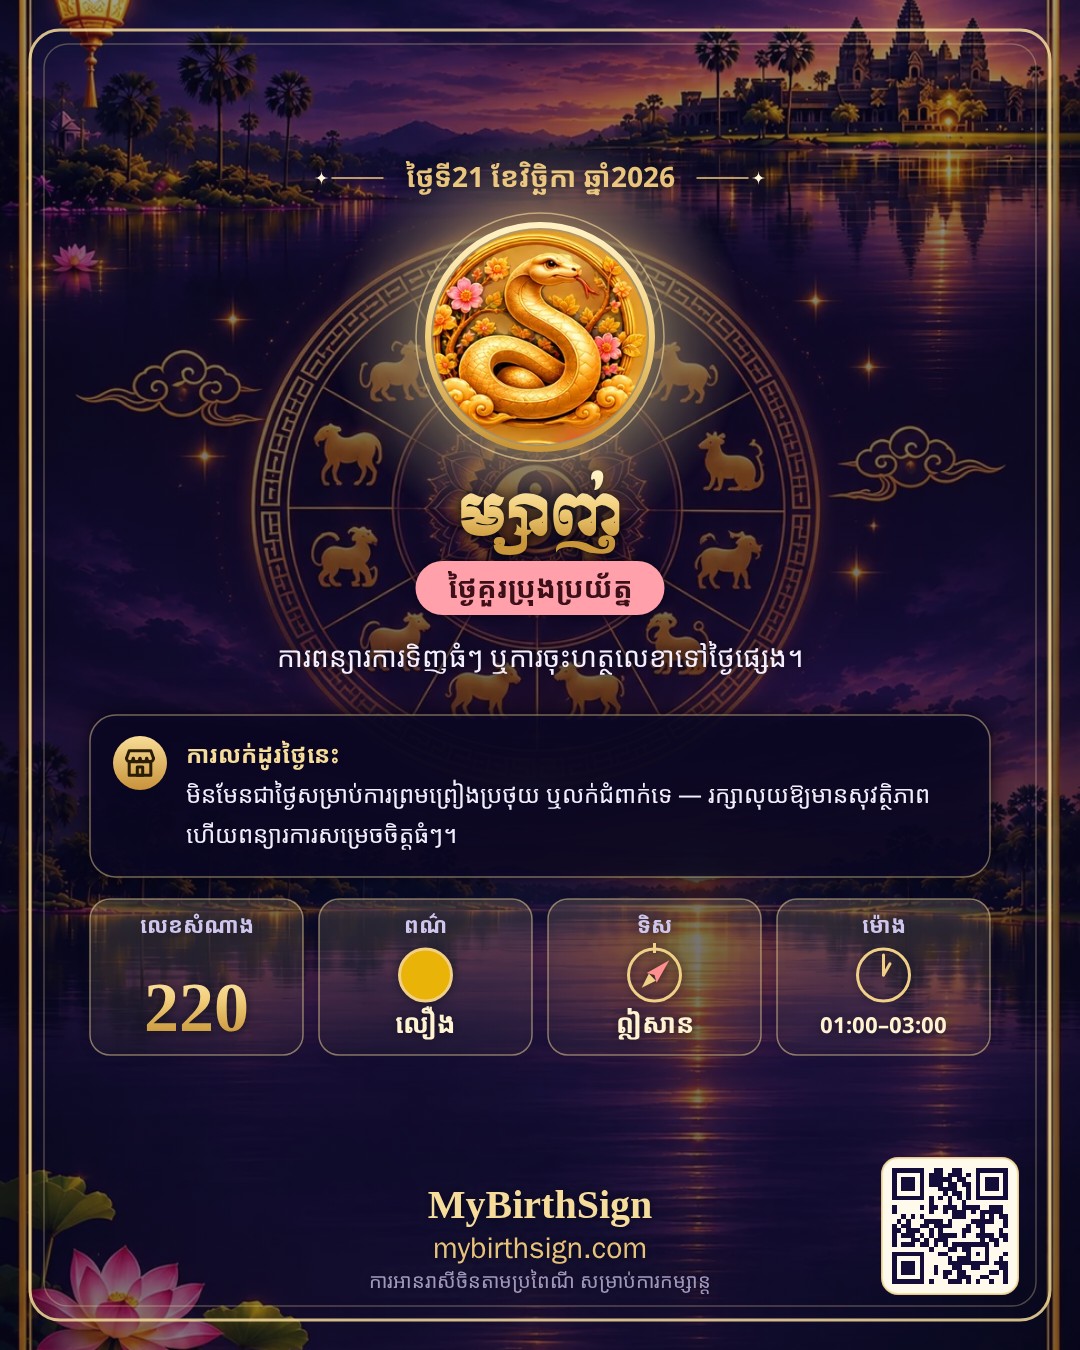 ថ្ងៃទី21 ខែវិច្ឆិកា ឆ្នាំ2026
ម្សាញ់
ថ្ងៃគួរប្រុងប្រយ័ត្ន
ការពន្យារការទិញធំៗ ឬការចុះហត្ថលេខាទៅថ្ងៃផ្សេង។
ការលក់ដូរថ្ងៃនេះ
មិនមែនជាថ្ងៃសម្រាប់ការព្រមព្រៀងប្រថុយ ឬលក់ជំពាក់ទេ — រក្សាលុយឱ្យមានសុវត្ថិភាព
ហើយពន្យារការសម្រេចចិត្តធំៗ។
លេខសំណាង
220
ពណ៌
លឿង
ទិស
ឦសាន
ម៉ោង
01:00–03:00
MyBirthSign
mybirthsign.com
ការអានរាសីចិនតាមប្រពៃណី សម្រាប់ការកម្សាន្ត